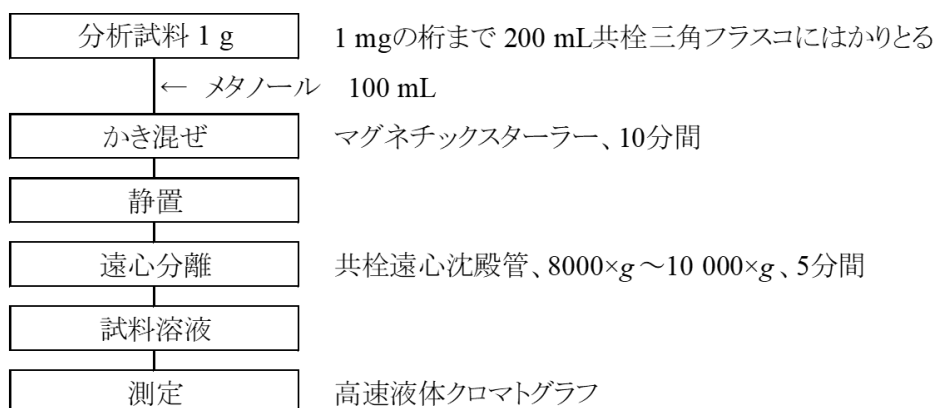 分析試料 1 g 1 mgの桁まで 200 mL共栓三角フラスコにはかりとる
← メタノール 100 mL
かき混ぜ マグネチックスターラー、10分間
静置
遠心分離 共栓遠心沈殿管、8000×g～10 000×g、5分間
試料溶液
測定 高速液体クロマトグラフ